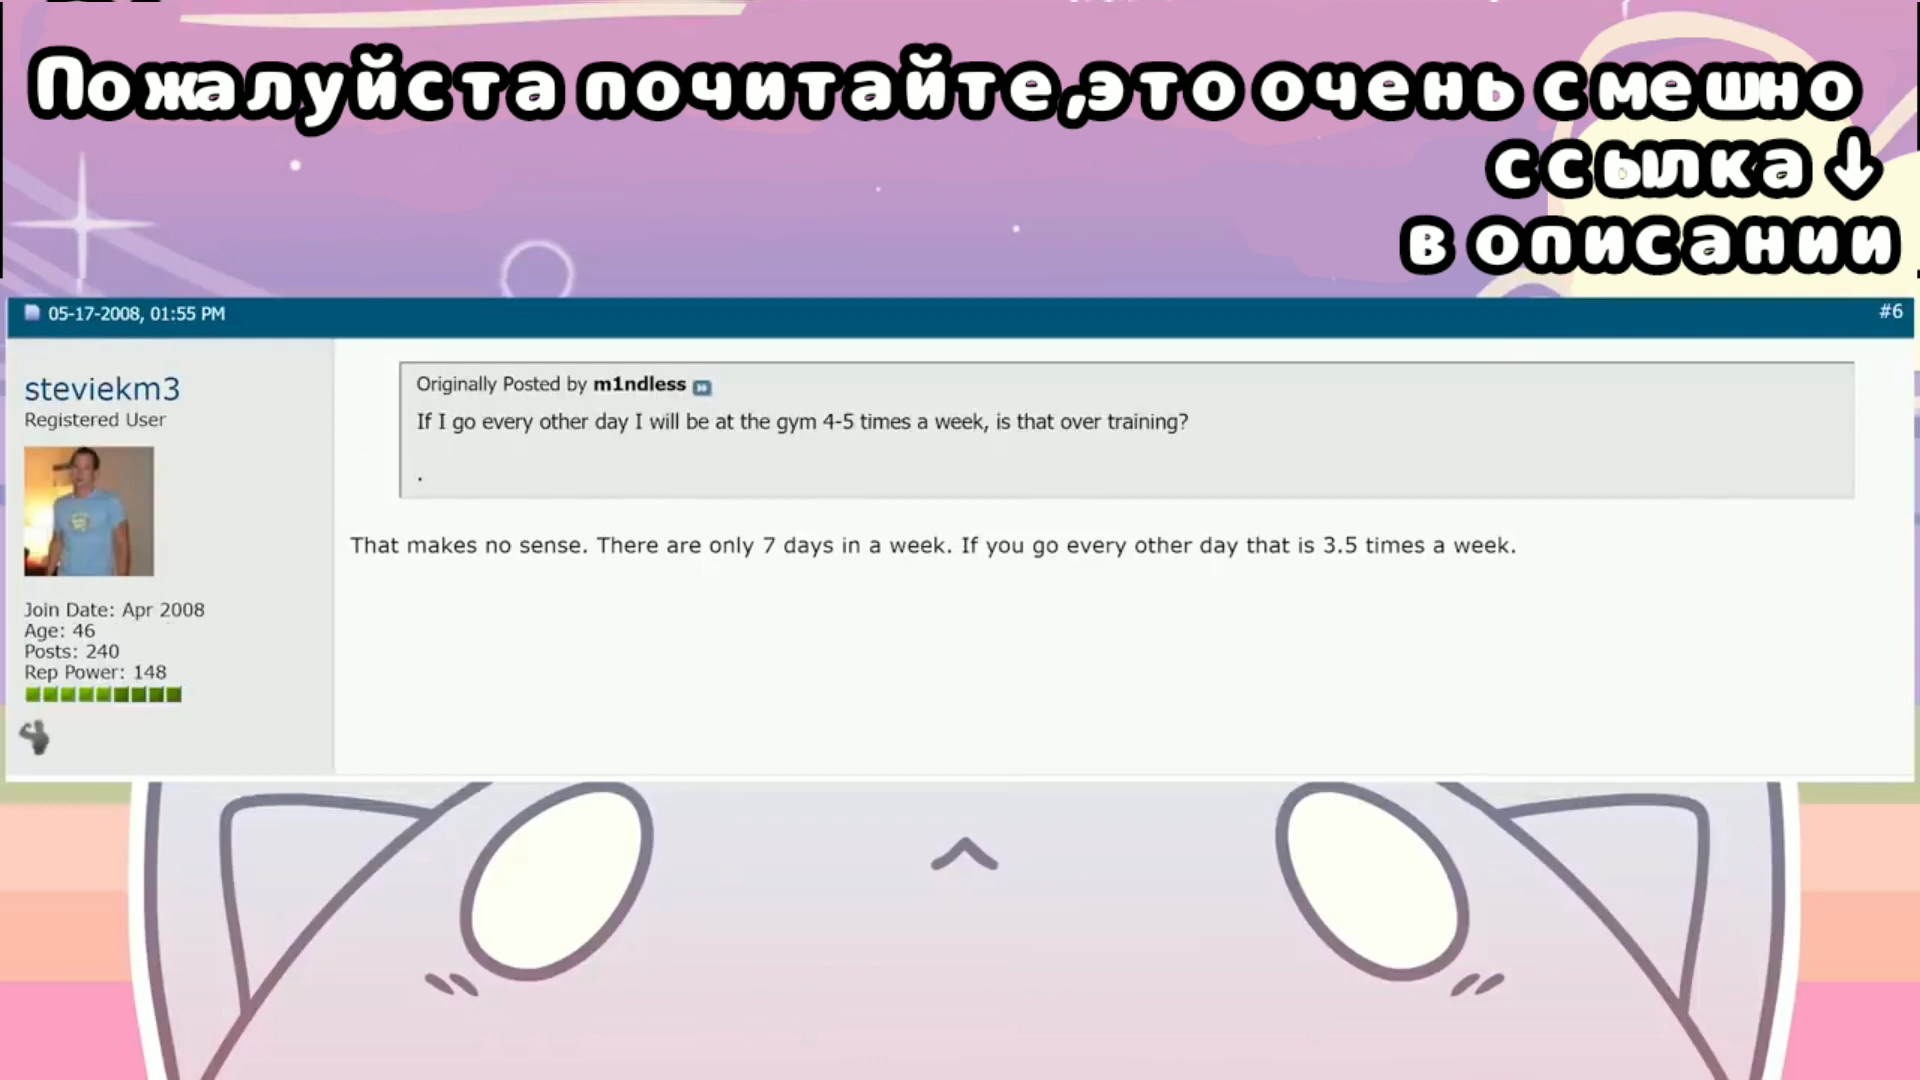 Пожалуйста почитайте,это очень смешно
ссылка ↓
в описании
05-17-2008, 01:55 PM
#6
steviekm3
Registered User
Join Date: Apr 2008
Age: 46
Posts: 240
Rep Power: 148
Originally Posted by m1ndless
If I go every other day I will be at the gym 4-5 times a week, is that over training?
.
That makes no sense. There are only 7 days in a week. If you go every other day that is 3.5 times a week.